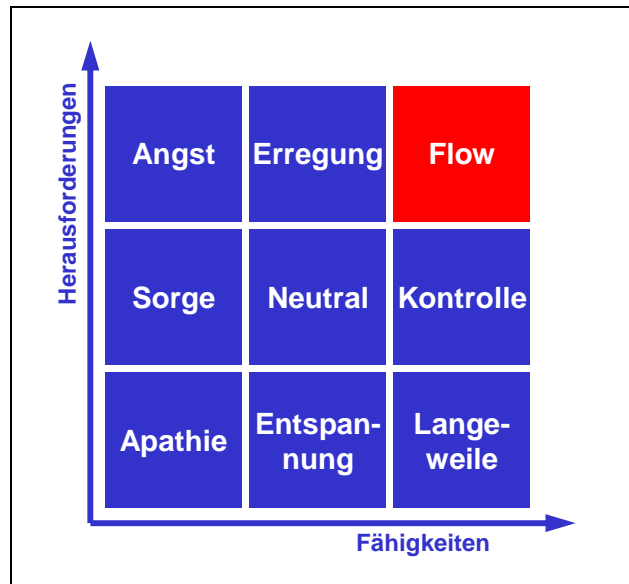 Herausforderungen
Angst
Erregung
Flow
Sorge
Neutral
Kontrolle
Apathie
Entspan-
nung
Lange-
weile
Fähigkeiten